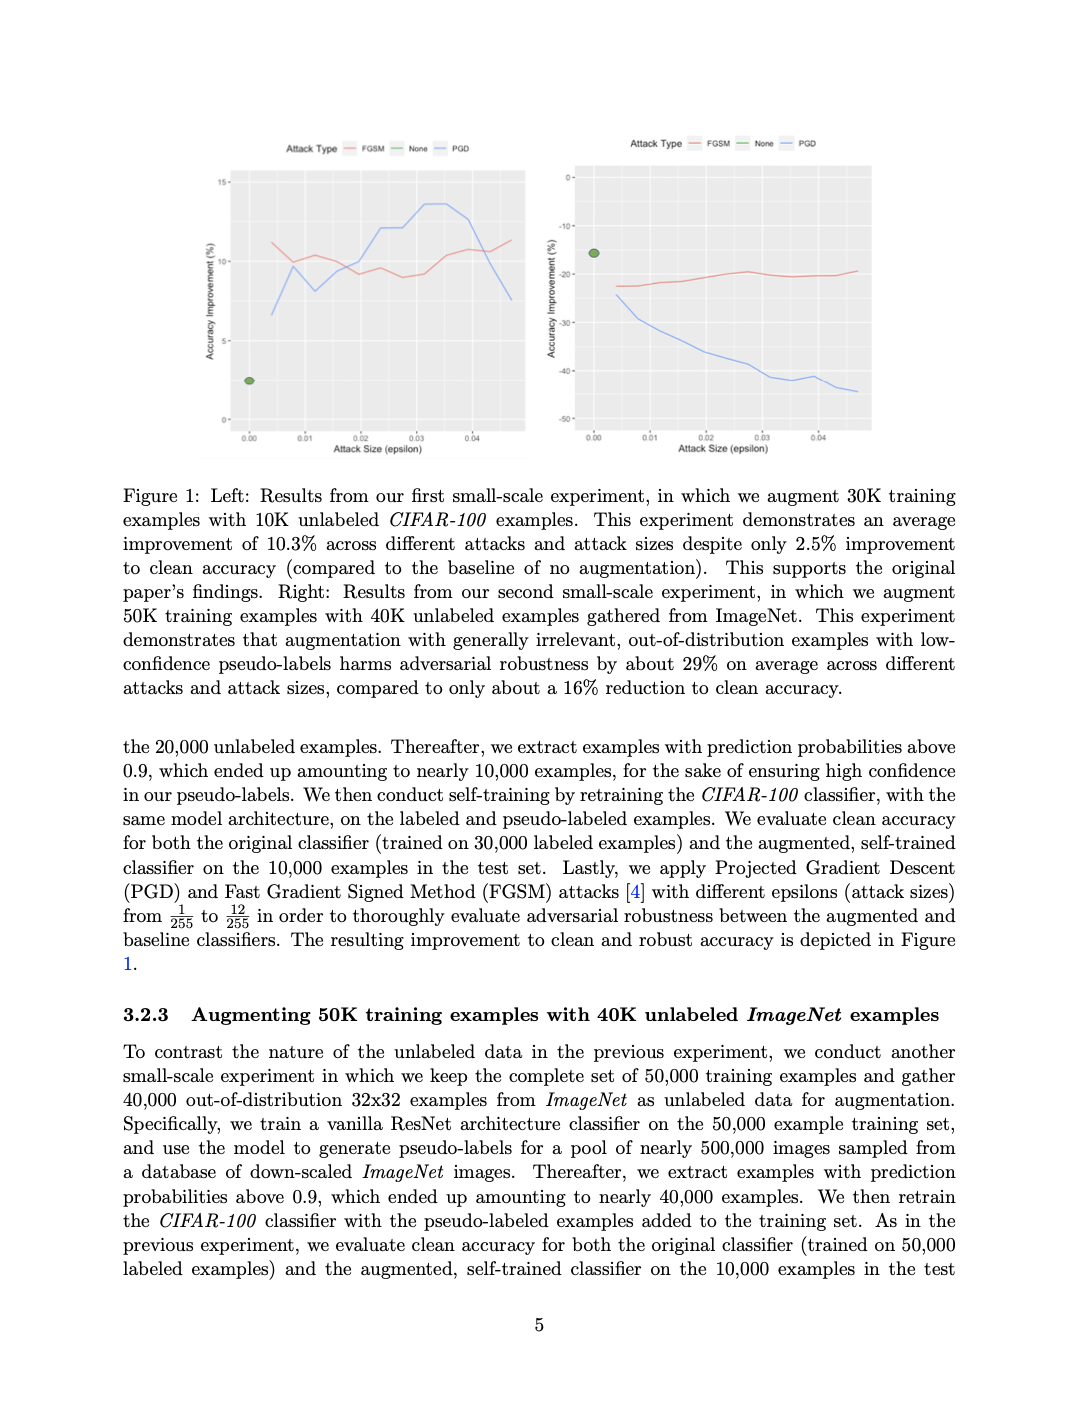 Attack Type FGSM None PGD
15
10
5
0
Accuracy Improvement (%)
0.00 0.01 0.02 0.03 0.04
Attack Size (epsilon)
Attack Type FGSM None PGD
0
-10
-20
-30
-40
-50
Accuracy Improvement (%)
0.00 0.01 0.02 0.03 0.04
Attack Size (epsilon)
Figure 1: Left: Results from our first small-scale experiment, in which we augment 30K training
examples with 10K unlabeled CIFAR-100 examples. This experiment demonstrates an average
improvement of 10.3% across different attacks and attack sizes despite only 2.5% improvement
to clean accuracy (compared to the baseline of no augmentation). This supports the original
paper's findings. Right: Results from our second small-scale experiment, in which we augment
50K training examples with 40K unlabeled examples gathered from ImageNet. This experiment
demonstrates that augmentation with generally irrelevant, out-of-distribution examples with low-
confidence pseudo-labels harms adversarial robustness by about 29% on average across different
attacks and attack sizes, compared to only about a 16% reduction to clean accuracy.
the 20,000 unlabeled examples. Thereafter, we extract examples with prediction probabilities above
0.9, which ended up amounting to nearly 10,000 examples, for the sake of ensuring high confidence
in our pseudo-labels. We then conduct self-training by retraining the CIFAR-100 classifier, with the
same model architecture, on the labeled and pseudo-labeled examples. We evaluate clean accuracy
for both the original classifier (trained on 30,000 labeled examples) and the augmented, self-trained
classifier on the 10,000 examples in the test set. Lastly, we apply Projected Gradient Descent
(PGD) and Fast Gradient Signed Method (FGSM) attacks [4] with different epsilons (attack sizes)
from 1/255 to 12/255 in order to thoroughly evaluate adversarial robustness between the augmented and
baseline classifiers. The resulting improvement to clean and robust accuracy is depicted in Figure
1.
3.2.3 Augmenting 50K training examples with 40K unlabeled ImageNet examples
To contrast the nature of the unlabeled data in the previous experiment, we conduct another
small-scale experiment in which we keep the complete set of 50,000 training examples and gather
40,000 out-of-distribution 32x32 examples from ImageNet as unlabeled data for augmentation.
Specifically, we train a vanilla ResNet architecture classifier on the 50,000 example training set,
and use the model to generate pseudo-labels for a pool of nearly 500,000 images sampled from
a database of down-scaled ImageNet images. Thereafter, we extract examples with prediction
probabilities above 0.9, which ended up amounting to nearly 40,000 examples. We then retrain
the CIFAR-100 classifier with the pseudo-labeled examples added to the training set. As in the
previous experiment, we evaluate clean accuracy for both the original classifier (trained on 50,000
labeled examples) and the augmented, self-trained classifier on the 10,000 examples in the test
5